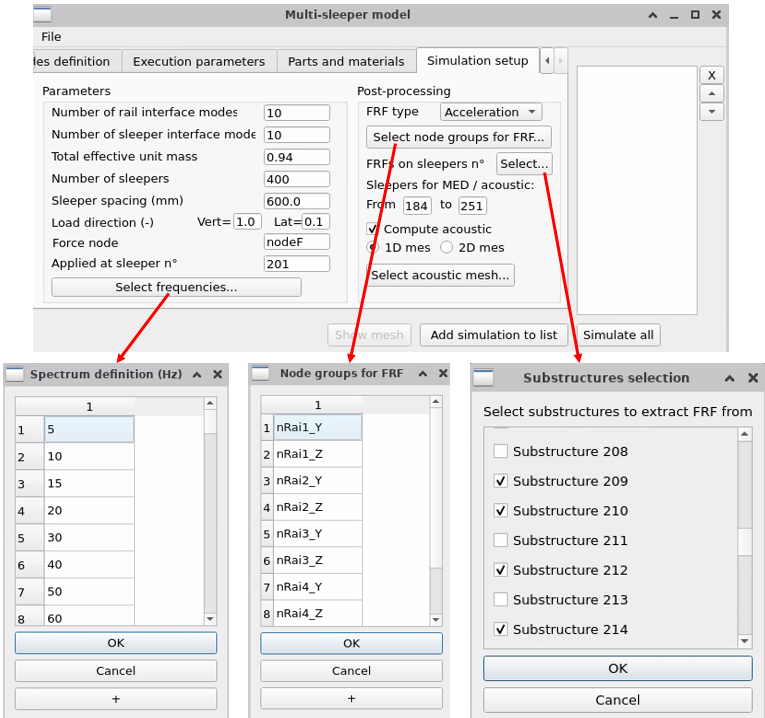 Multi-sleeper model
File
des definition
Execution parameters
Parts and materials
Simulation setup
X
Parameters
Number of rail interface modes
10
Number of sleeper interface mode
10
Total effective unit mass
0.94
Number of sleepers
400
Sleeper spacing (mm)
600.0
Load direction (-)
Vert=
1.0
Lat=
0.1
Force node
nodeF
Applied at sleeper n°
201
Select frequencies...
Post-processing
FRF type
Acceleration
Select node groups for FRF...
FRFs on sleepers n°
Select...
Sleepers for MED / acoustic:
From
184
to
251
Compute acoustic
1D mes
2D mes
Select acoustic mesh...
Show mesh
Add simulation to list
Simulate all
Spectrum definition (Hz)
1
1 5
2 10
3 15
4 20
5 30
6 40
7 50
8 60
OK
Cancel
+
Node groups for FRF
1
1 nRai1_Y
2 nRai1_Z
3 nRai2_Y
4 nRai2_Z
5 nRai3_Y
6 nRai3_Z
7 nRai4_Y
8 nRai4_Z
OK
Cancel
+
Substructures selection
Select substructures to extract FRF from
Substructure 208
Substructure 209
Substructure 210
Substructure 211
Substructure 212
Substructure 213
Substructure 214
OK
Cancel